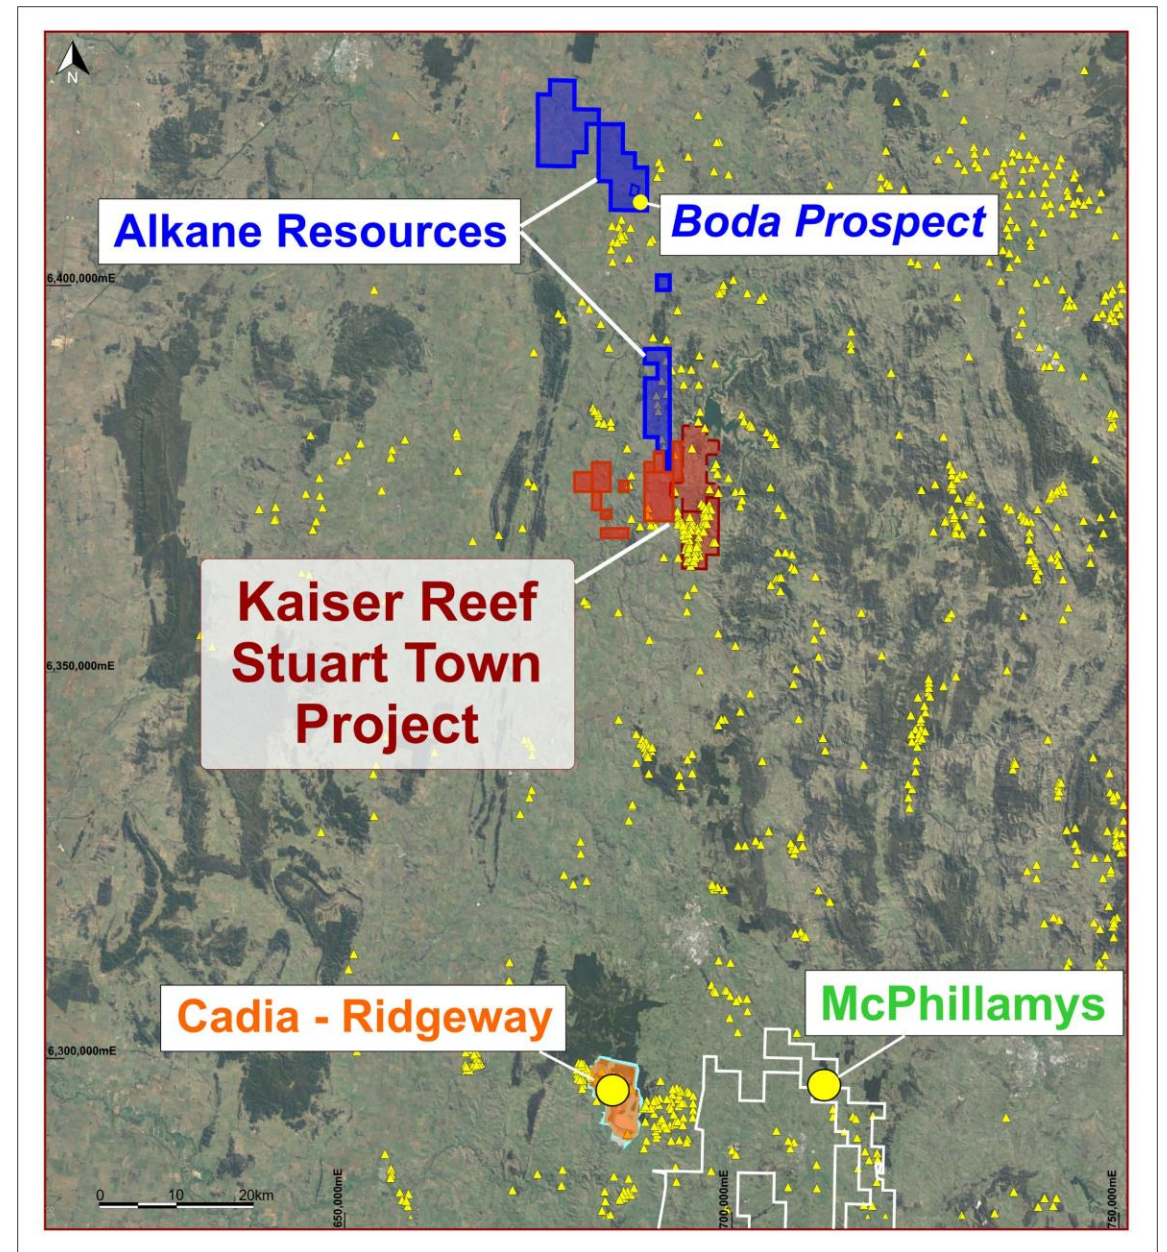 N
Alkane Resources
Boda Prospect
6,400,000mE
Kaiser Reef
Stuart Town
Project
6,350,000mE
Cadia - Ridgeway
McPhillamys
6,300,000mE
0 10 20km
650,000mE
700,000mE
750,000mE